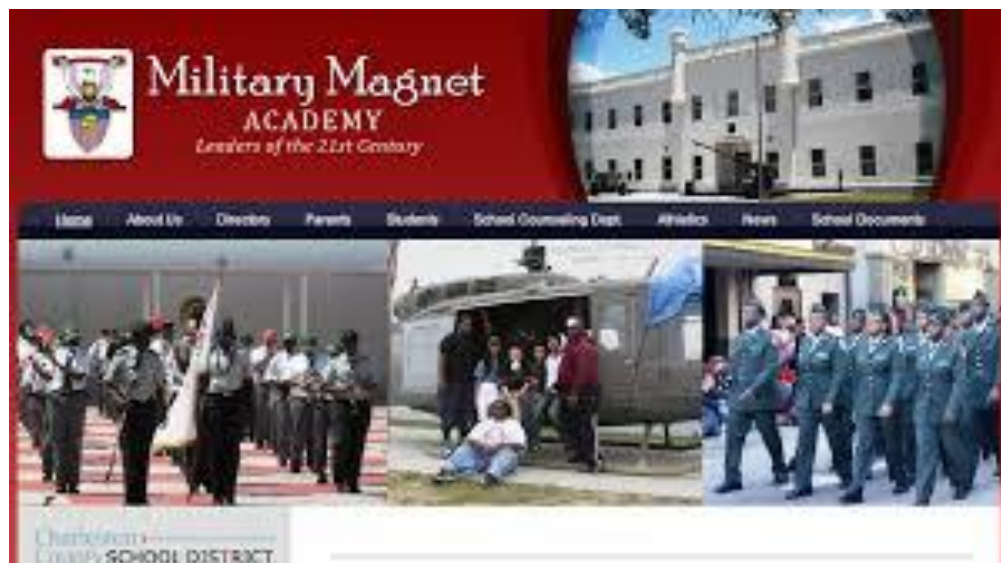 Military Magnet
ACADEMY
Leaders of the 21st Century
Home About Us Directory Parents Students School Counseling Dept. Athletics News School Documents
Charleston
County SCHOOL DISTRICT